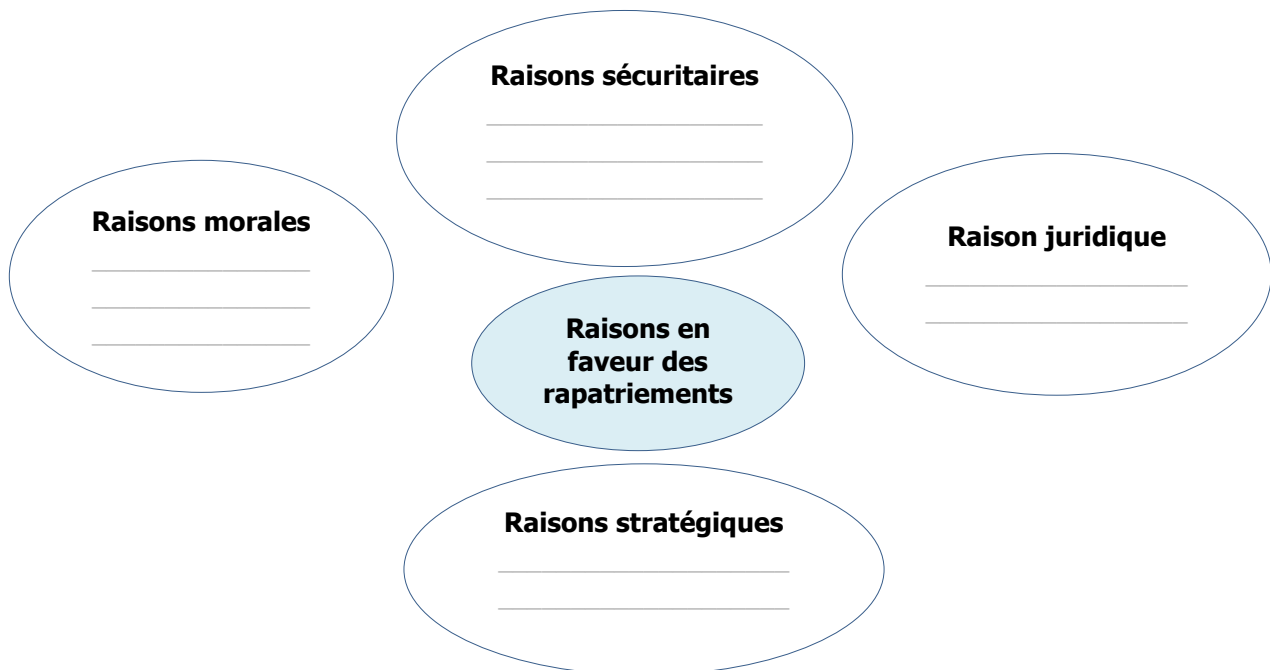 Raisons sécuritaires
Raisons morales
Raison juridique
Raisons en
faveur des
rapatriements
Raisons stratégiques